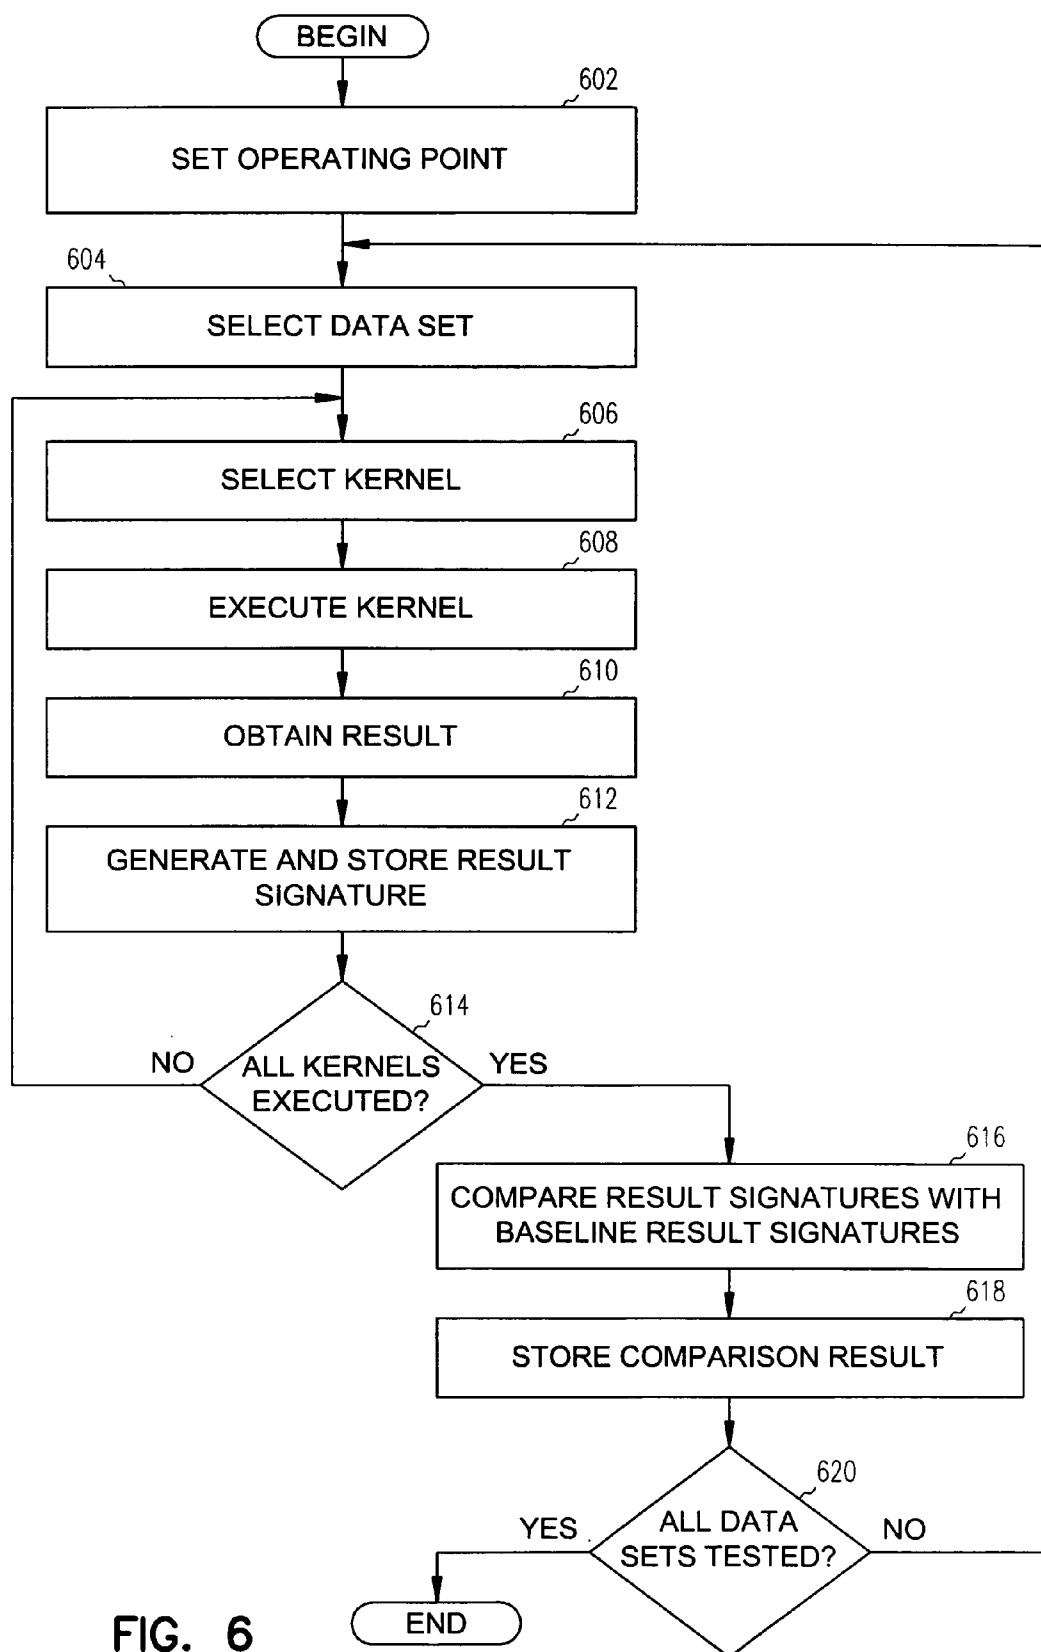 BEGIN
602
SET OPERATING POINT
604
SELECT DATA SET
606
SELECT KERNEL
608
EXECUTE KERNEL
610
OBTAIN RESULT
612
GENERATE AND STORE RESULT
SIGNATURE
614
NO
ALL KERNELS
EXECUTED?
YES
616
COMPARE RESULT SIGNATURES WITH
BASELINE RESULT SIGNATURES
618
STORE COMPARISON RESULT
620
YES
ALL DATA
SETS TESTED?
NO
END
FIG. 6